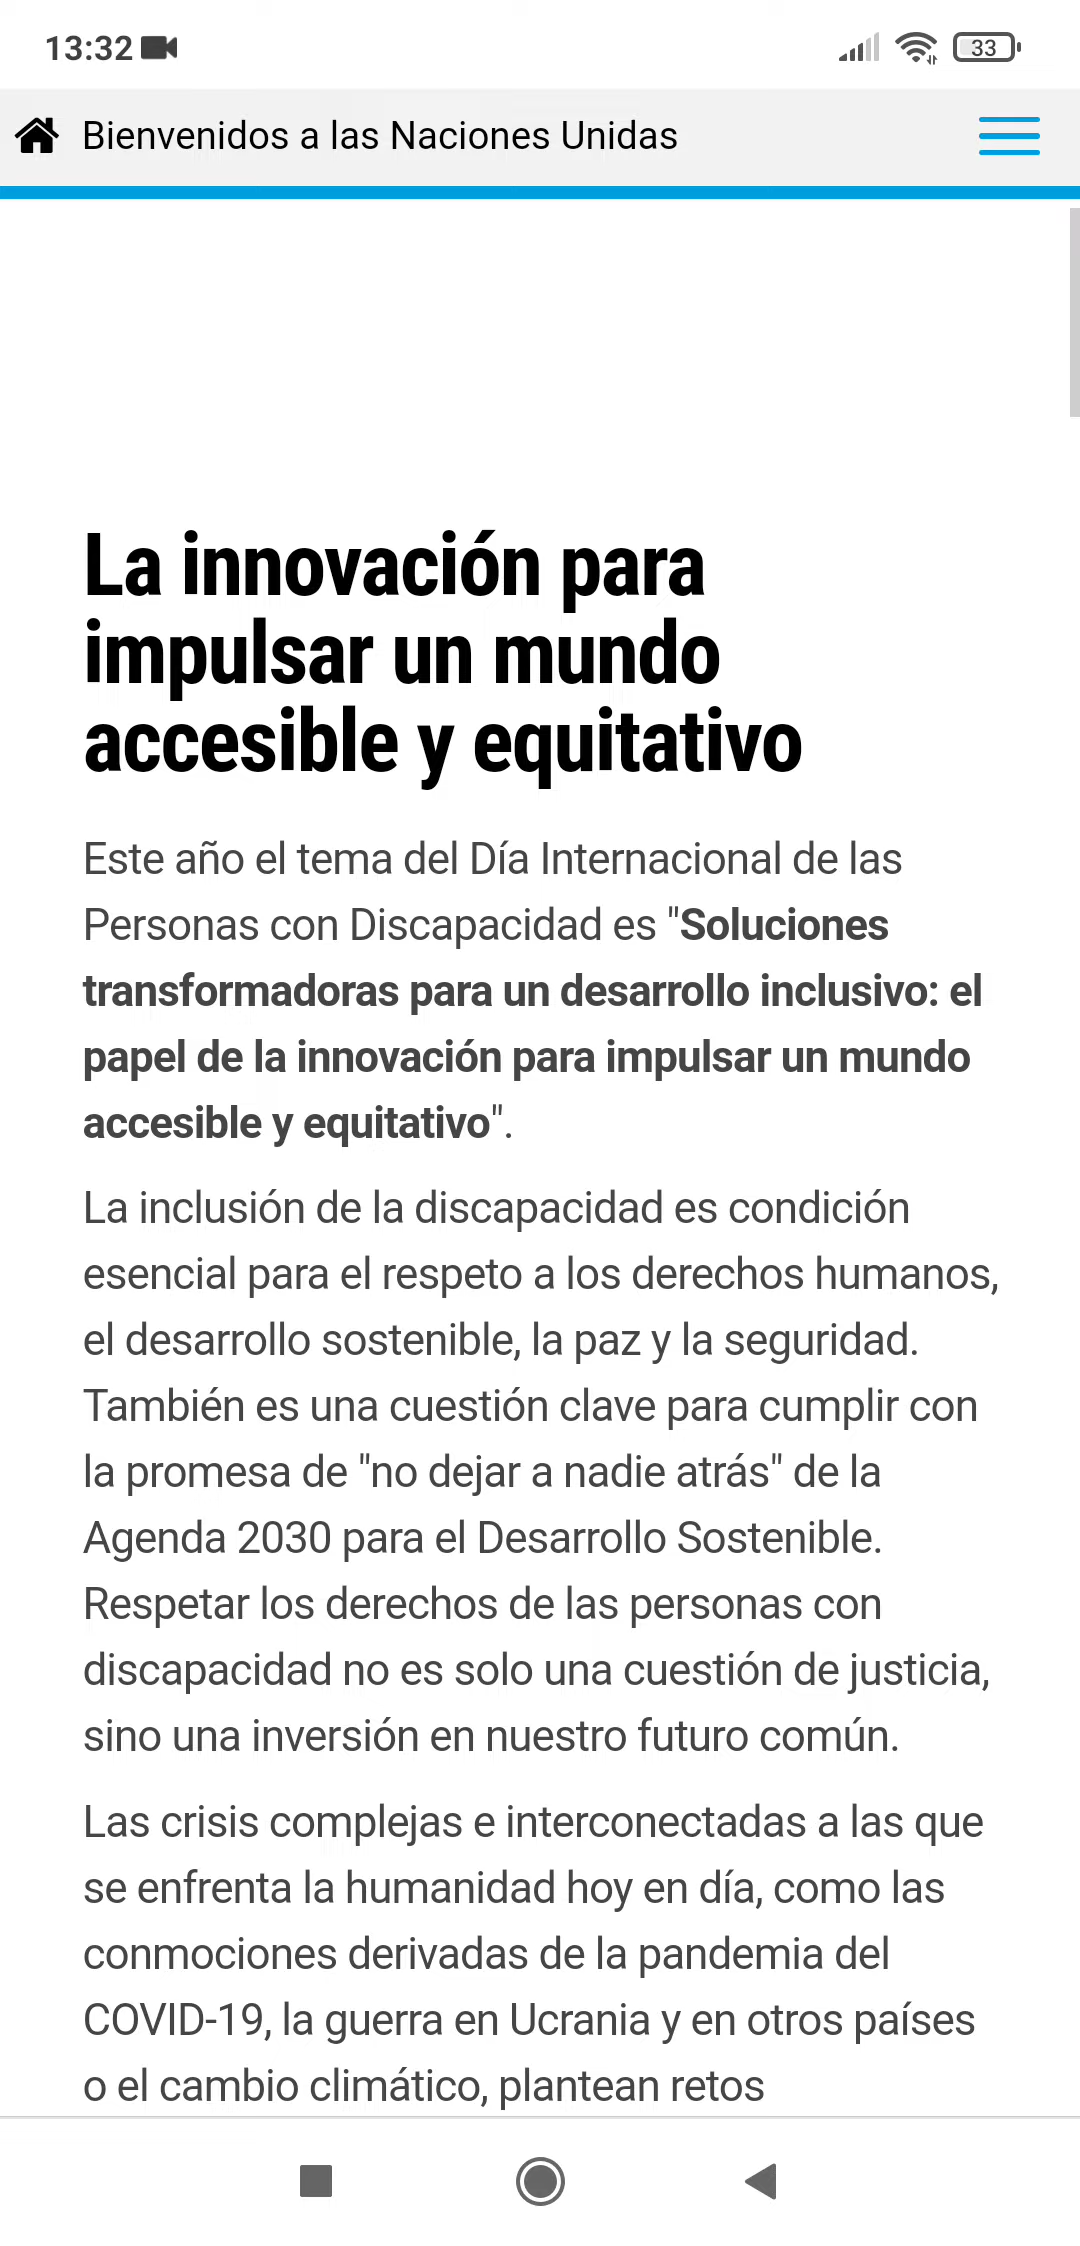 13:32
33
Bienvenidos a las Naciones Unidas
La innovación para
impulsar un mundo
accesible y equitativo
Este año el tema del Día Internacional de las
Personas con Discapacidad es "Soluciones
transformadoras para un desarrollo inclusivo: el
papel de la innovación para impulsar un mundo
accesible y equitativo".
La inclusión de la discapacidad es condición
esencial para el respeto a los derechos humanos,
el desarrollo sostenible, la paz y la seguridad.
También es una cuestión clave para cumplir con
la promesa de "no dejar a nadie atrás" de la
Agenda 2030 para el Desarrollo Sostenible.
Respetar los derechos de las personas con
discapacidad no es solo una cuestión de justicia,
sino una inversión en nuestro futuro común.
Las crisis complejas e interconectadas a las que
se enfrenta la humanidad hoy en día, como las
conmociones derivadas de la pandemia del
COVID-19, la guerra en Ucrania y en otros países
o el cambio climático, plantean retos